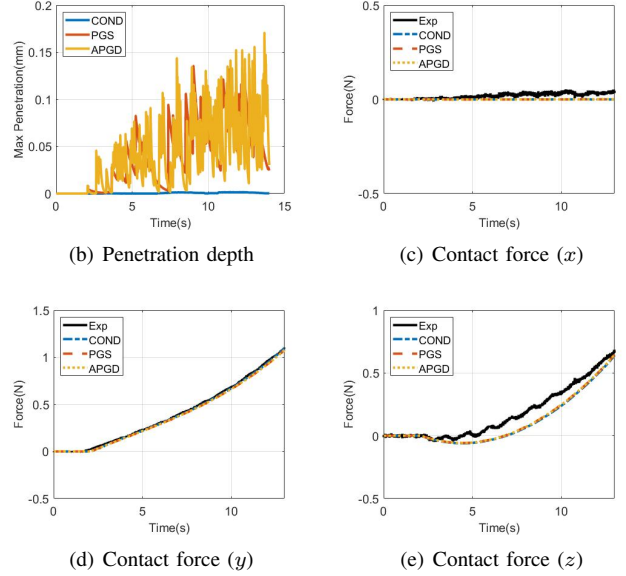 0.2
0.15
0.1
0.05
0
Max Penetration(mm)
COND
PGS
APGD
0 5 10 15
Time(s)
(b) Penetration depth
0.5
0
-0.5
Force(N)
Exp
COND
PGS
APGD
0 5 10
Time(s)
(c) Contact force (x)
1.5
1
0.5
0
-0.5
Force(N)
Exp
COND
PGS
APGD
0 5 10
Time(s)
(d) Contact force (y)
1
0.5
0
-0.5
Force(N)
Exp
COND
PGS
APGD
0 5 10
Time(s)
(e) Contact force (z)